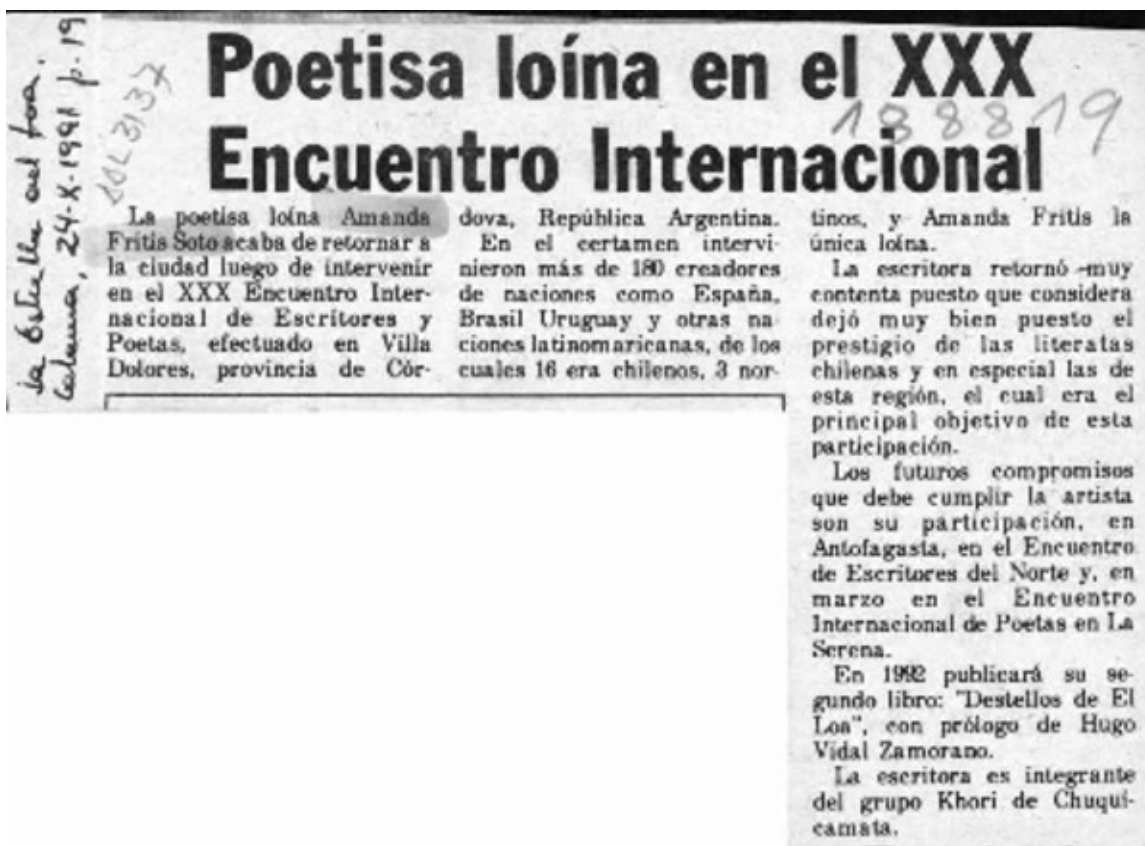 Poetisa loína en el XXX
Encuentro Internacional
188819
24-X-1991 p. 19
La poetisa loína Amanda
Fritis Soto acaba de retornar a
la ciudad luego de intervenir
en el XXX Encuentro Inter-
nacional de Escritores y
Poetas, efectuado en Villa
Dolores, provincia de Cór-
dova, República Argentina.
En el certamen intervi-
nieron más de 180 creadores
de naciones como España,
Brasil Uruguay y otras na-
ciones latinomaricanas, de los
cuales 16 era chilenos, 3 nor-
tinos, y Amanda Fritis la
única loína.
La escritora retornó muy
contenta puesto que considera
dejó muy bien puesto el
prestigio de las literatas
chilenas y en especial las de
esta región, el cual era el
principal objetivo de esta
participación.
Los futuros compromisos
que debe cumplir la artista
son su participación, en
Antofagasta, en el Encuentro
de Escritores del Norte y, en
marzo en el Encuentro
Internacional de Poetas en La
Serena.
En 1992 publicará su se-
gundo libro: "Destellos de El
Loa", con prólogo de Hugo
Vidal Zamorano.
La escritora es integrante
del grupo Khori de Chuqui-
camata.